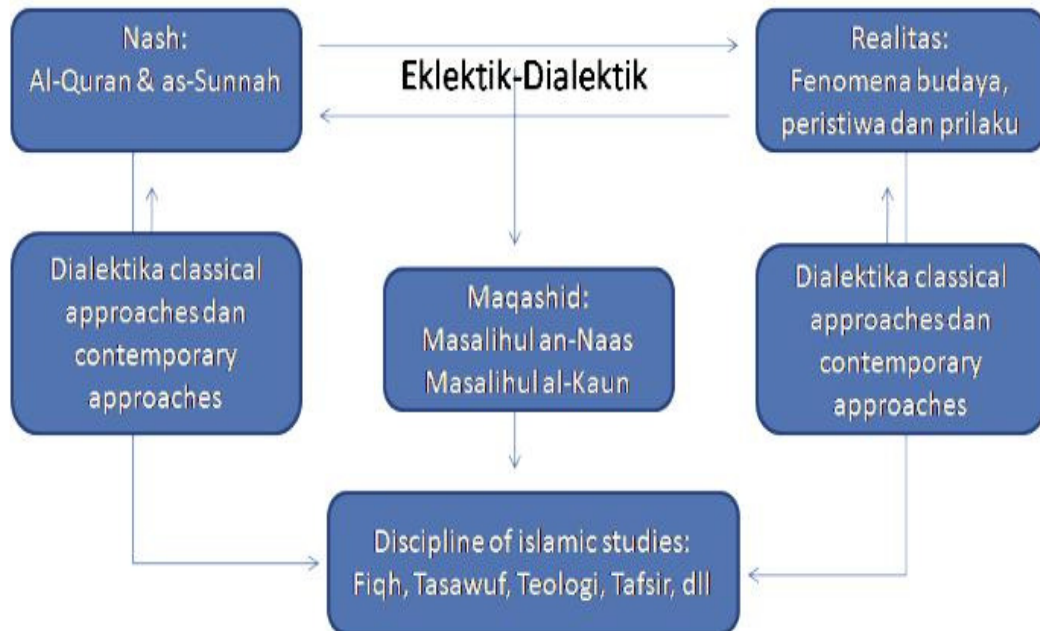 Nash:
Al-Quran & as-Sunnah
Eklektik-Dialektik
Realitas:
Fenomena budaya,
peristiwa dan prilaku
Dialektika classical
approaches dan
contemporary
approaches
Maqashid:
Masalihul an-Naas
Masalihul al-Kaun
Dialektika classical
approaches dan
contemporary
approaches
Discipline of islamic studies:
Fiqh, Tasawuf, Teologi, Tafsir, dll